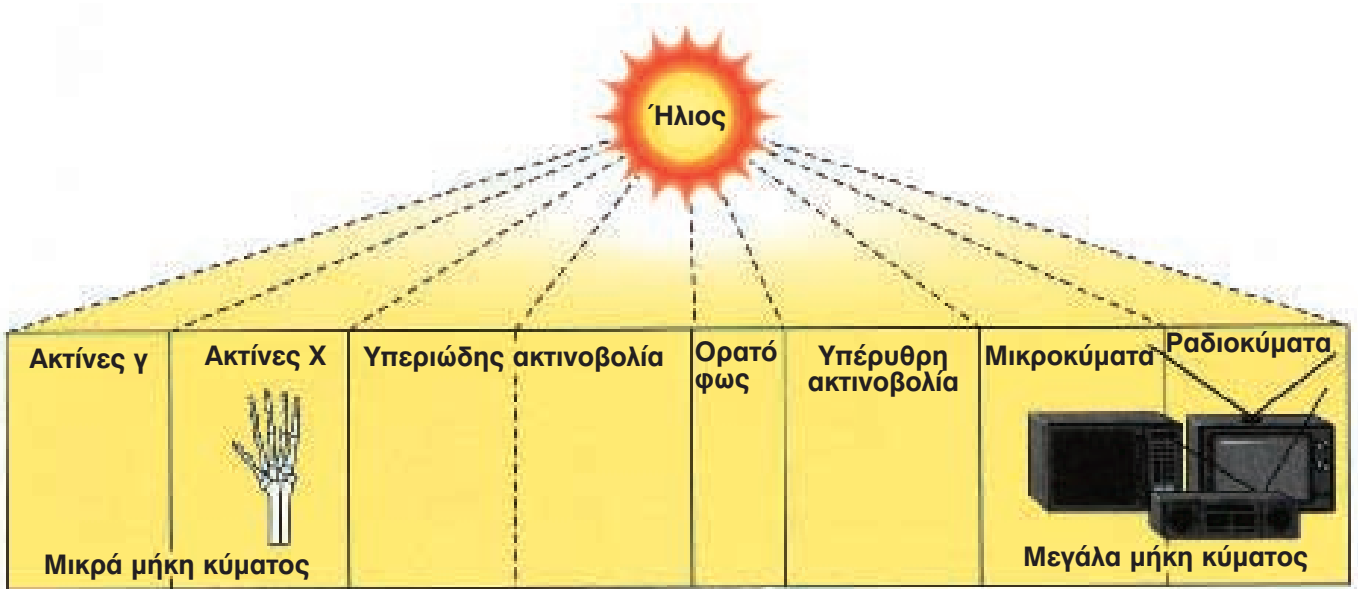 Ήλιος
Ακτίνες γ
Ακτίνες Χ
Υπεριώδης ακτινοβολία
Ορατό
φως
Υπέρυθρη
ακτινοβολία
Μικροκύματα
Ραδιοκύματα
Μικρά μήκη κύματος
Μεγάλα μήκη κύματος